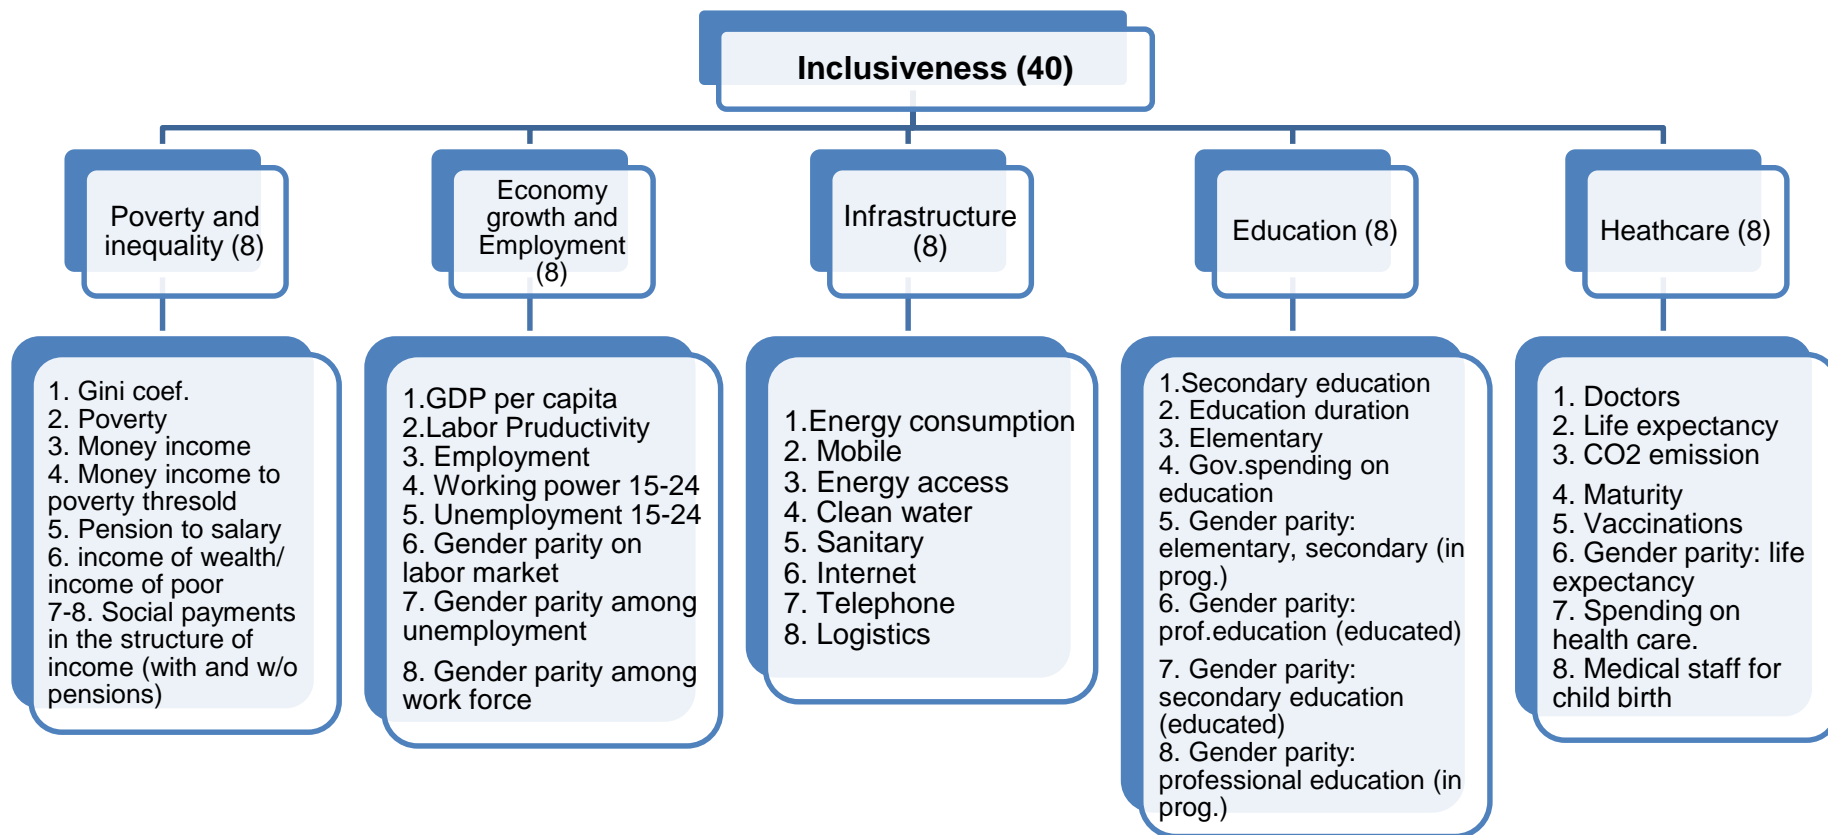 Inclusiveness (40)
Poverty and
inequality (8)
Economy
growth and
Employment
(8)
Infrastructure
(8)
Education (8)
Heathcare (8)
1. Gini coef.
2. Poverty
3. Money income
4. Money income to
poverty thresold
5. Pension to salary
6. income of wealth/
income of poor
7-8. Social payments
in the structure of
income (with and w/o
pensions)
1.GDP per capita
2.Labor Pruductivity
3. Employment
4. Working power 15-24
5. Unemployment 15-24
6. Gender parity on
labor market
7. Gender parity among
unemployment
8. Gender parity among
work force
1.Energy consumption
2. Mobile
3. Energy access
4. Clean water
5. Sanitary
6. Internet
7. Telephone
8. Logistics
1.Secondary education
2. Education duration
3. Elementary
4. Gov.spending on
education
5. Gender parity:
elementary, secondary (in
prog.)
6. Gender parity:
prof.education (educated)
7. Gender parity:
secondary education
(educated)
8. Gender parity:
professional education (in
prog.)
1. Doctors
2. Life expectancy
3. CO2 emission
4. Maturity
5. Vaccinations
6. Gender parity: life
expectancy
7. Spending on
health care.
8. Medical staff for
child birth